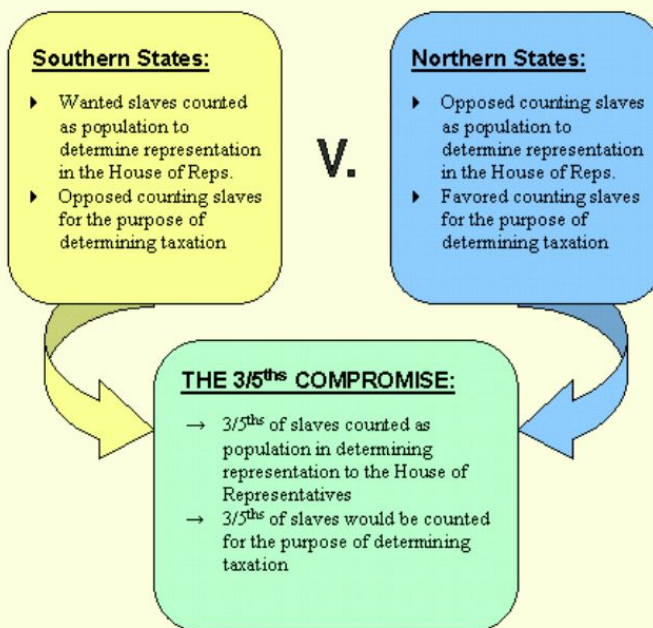 Southern States:
Wanted slaves counted
as population to
determine representation
in the House of Reps.
Opposed counting slaves
for the purpose of
determining taxation
V.
Northern States:
Opposed counting slaves
as population to
determine representation
in the House of Reps.
Favored counting slaves
for the purpose of
determining taxation
THE 3/5ths COMPROMISE:
→ 3/5ths of slaves counted as
population in determining
representation to the House of
Representatives
→ 3/5ths of slaves would be counted
for the purpose of determining
taxation